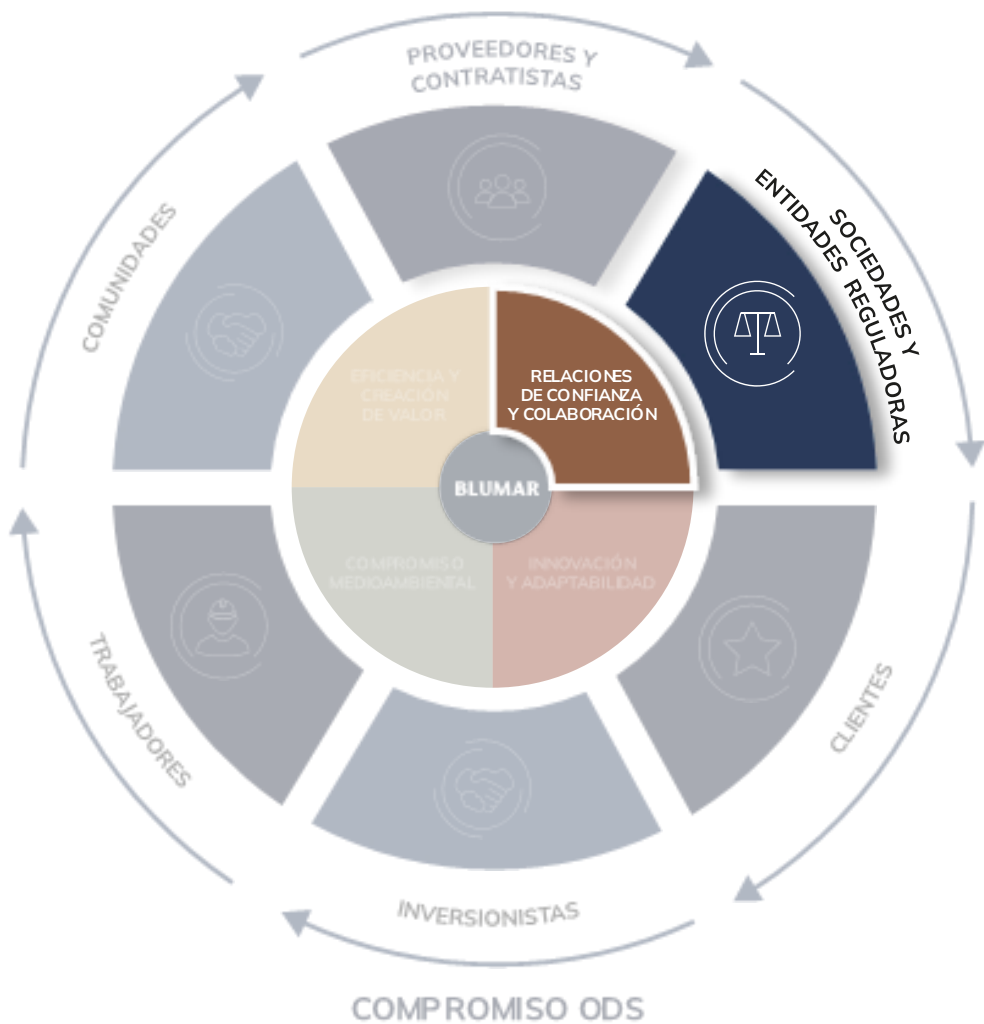 PROVEEDORES Y
CONTRATISTAS
SOCIEDADES Y
ENTIDADES REGULADORAS
COMUNIDADES
EFICIENCIA Y
CREACIÓN
DE VALOR
RELACIONES
DE CONFIANZA
Y COLABORACIÓN
BLUMAR
COMPROMISO
MEDIOAMBIENTAL
INNOVACIÓN
Y ADAPTABILIDAD
TRABAJADORES
CLIENTES
INVERSIONISTAS
COMPROMISO ODS